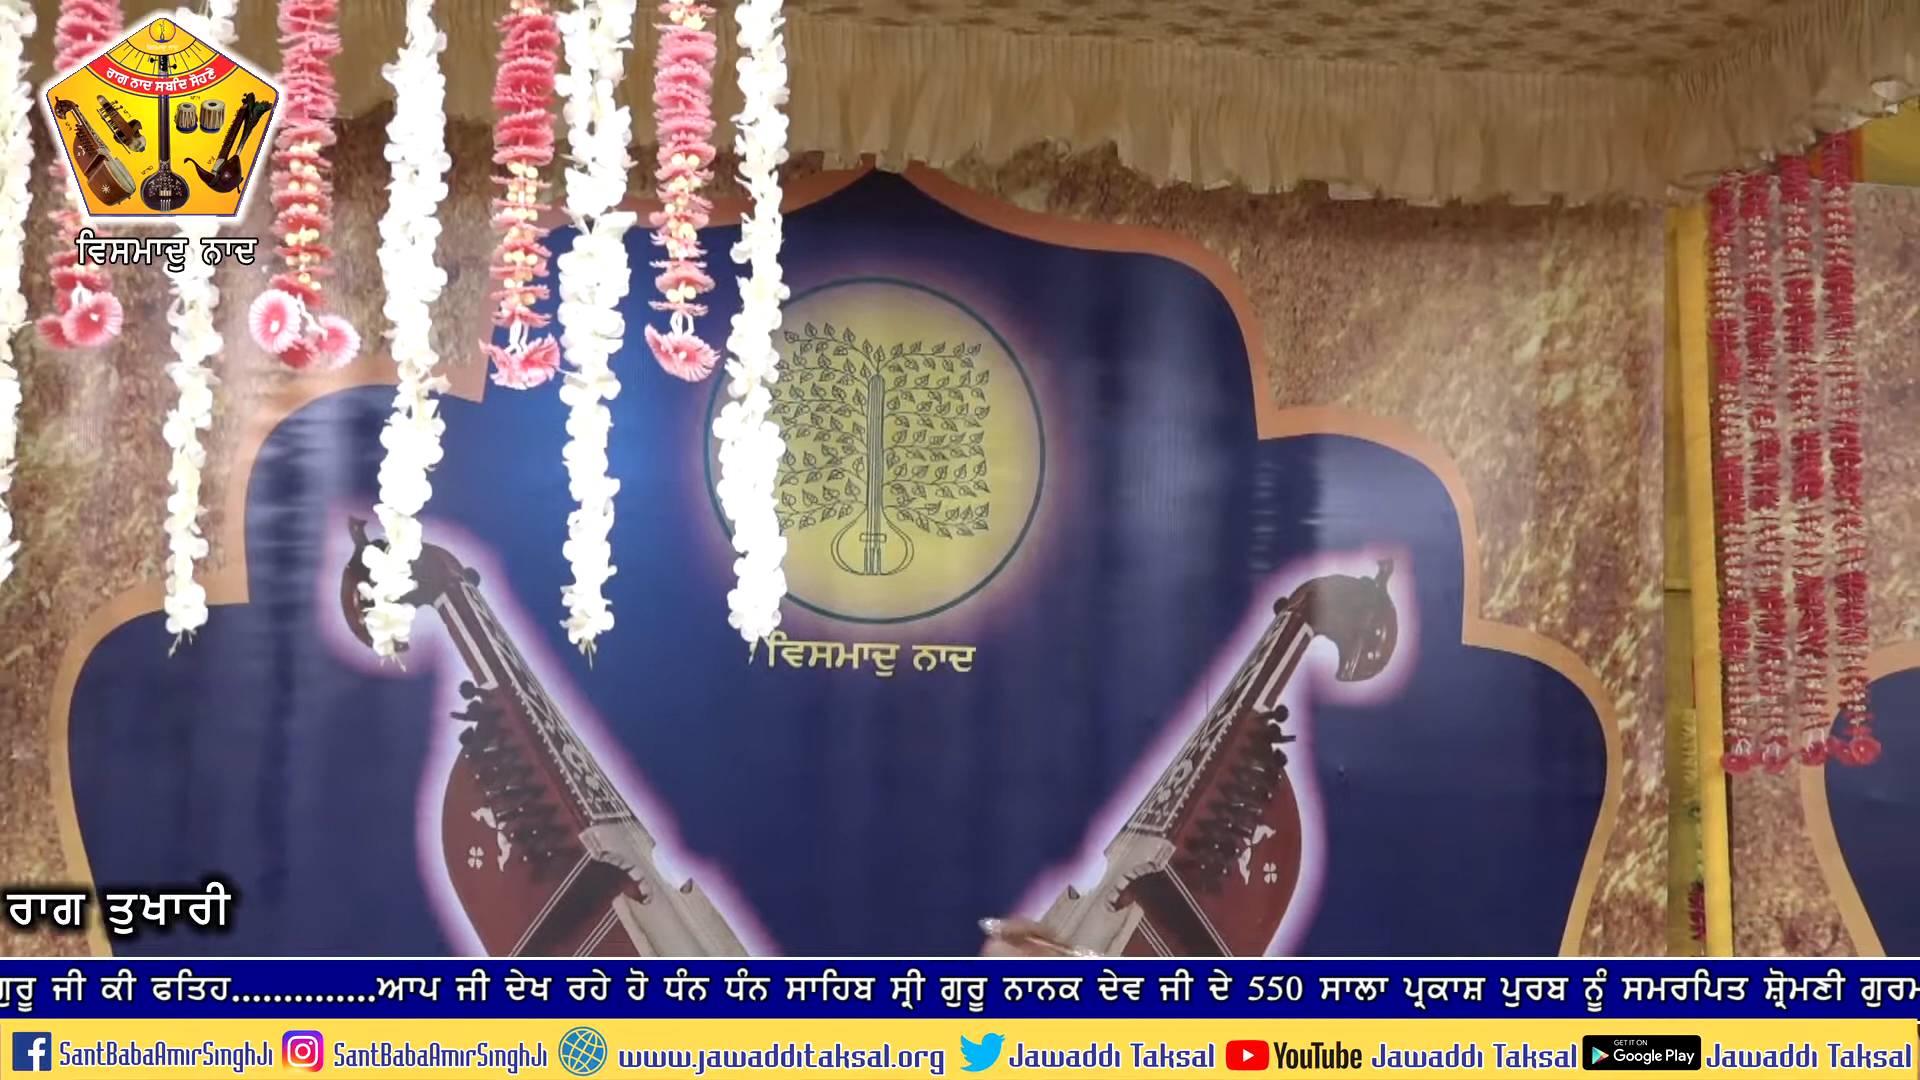 ਰਾਗ ਨਾਦ ਸਬਦਿ ਸੋਹਣੇ
ਵਿਸਮਾਦੁ ਨਾਦ
ਵਿਸਮਾਦੁ ਨਾਦ
ਰਾਗ ਤੁਖਾਰੀ
ਗੁਰੂ ਜੀ ਕੀ ਫਤਿਹ..............ਆਪ ਜੀ ਦੇਖ ਰਹੇ ਹੋ ਧੰਨ ਧੰਨ ਸਾਹਿਬ ਸ੍ਰੀ ਗੁਰੂ ਨਾਨਕ ਦੇਵ ਜੀ ਦੇ 550 ਸਾਲਾ ਪ੍ਰਕਾਸ਼ ਪੁਰਬ ਨੂੰ ਸਮਰਪਿਤ ਸ਼੍ਰੋਮਣੀ ਗੁਰਮ
SantBabaAmirSinghJi SantBabaAmirSinghJi www.jawadditaksal.org Jawaddi Taksal YouTube Jawaddi Taksal GET IT ON Google Play Jawaddi Taksal